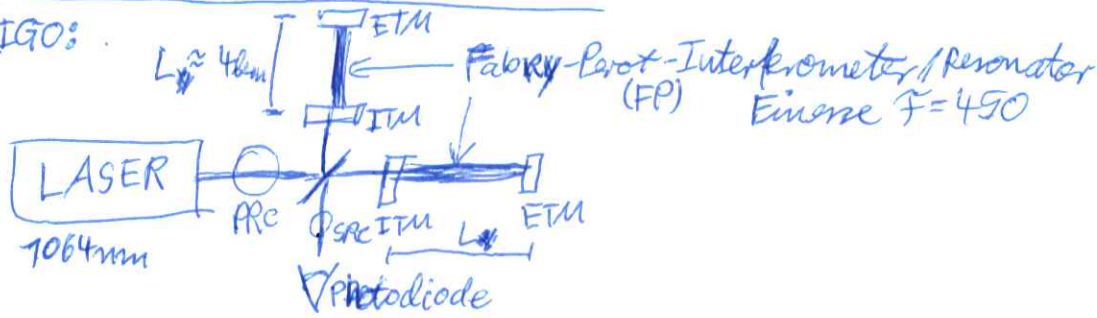 IGO:
ETM
L ≈ 4km
Fabry-Perot-Interferometer/Resonator
(FP)
Finesse F = 450
ITM
LASER
PRC
SRC
ITM
ETM
L
1064nm
Photodiode